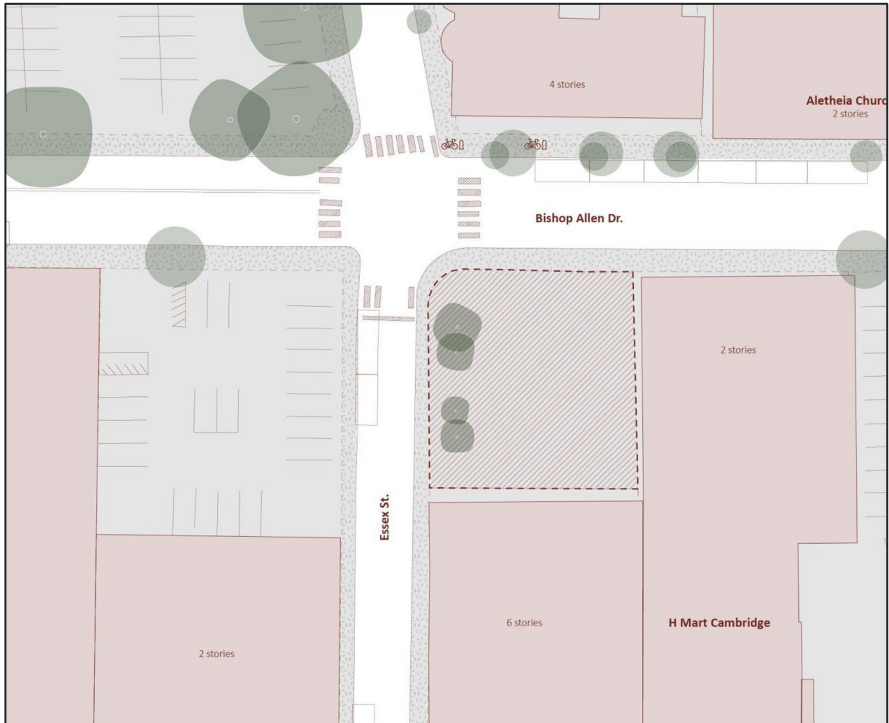 4 stories
Aletheia Churc
2 stories
Bishop Allen Dr.
2 stories
Essex St.
6 stories
H Mart Cambridge
2 stories